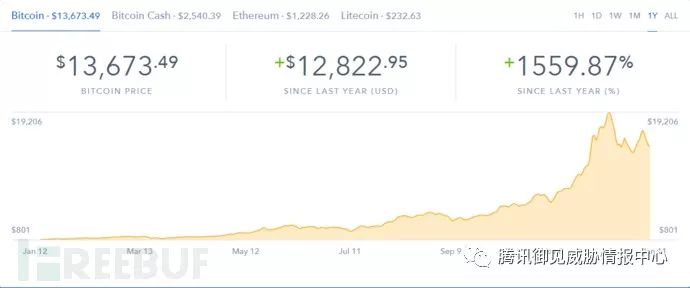 Bitcoin · $13,673.49 Bitcoin Cash · $2,540.39 Ethereum · $1,228.26 Litecoin · $232.63 1H 1D 1W 1M 1Y ALL
$13,673.49 +$12,822.95 +1559.87%
BITCOIN PRICE SINCE LAST YEAR (USD) SINCE LAST YEAR (%)
$19,206 $19,206
$801 $801
Jan 12 Mar 13 May 12 Jul 11 Sep 9
FREEBUF 腾讯御见威胁情报中心